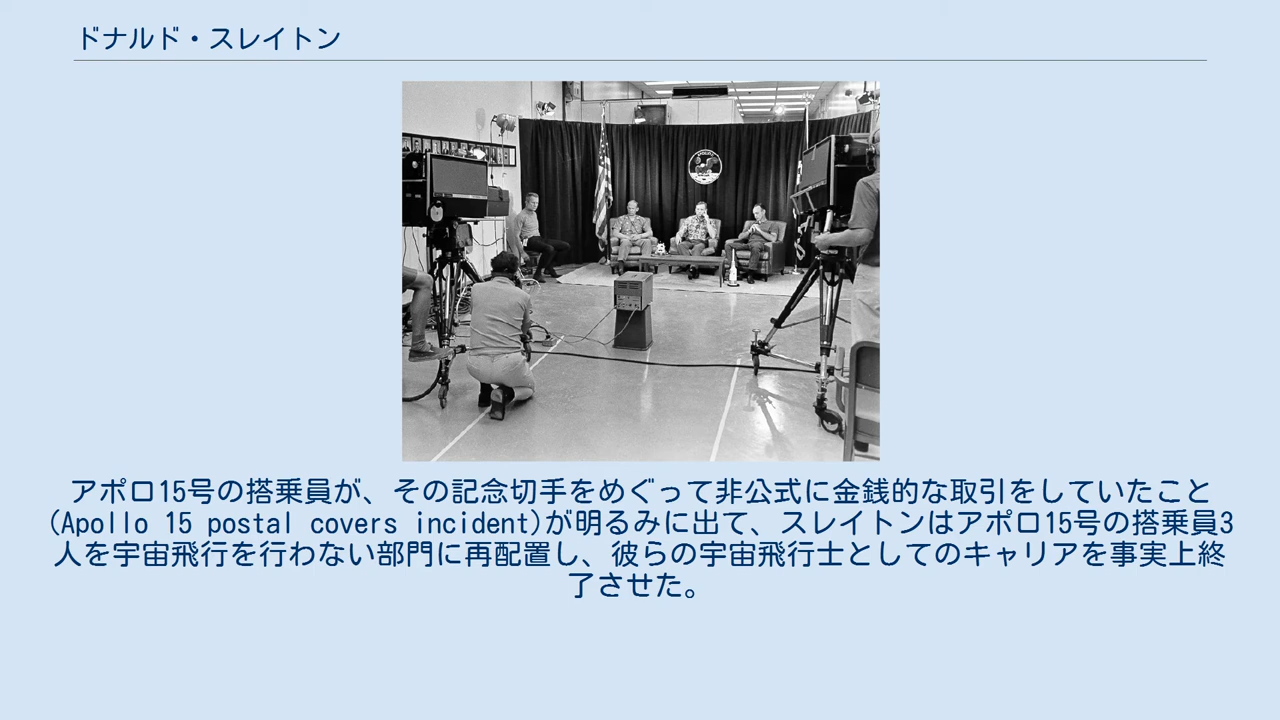 ドナルド・スレイトン
アポロ15号の搭乗員が、その記念切手をめぐって非公式に金銭的な取引をしていたこと
(Apollo 15 postal covers incident)が明るみに出て、スレイトンはアポロ15号の搭乗員3
人を宇宙飛行を行わない部門に再配置し、彼らの宇宙飛行士としてのキャリアを事実上終
了させた。